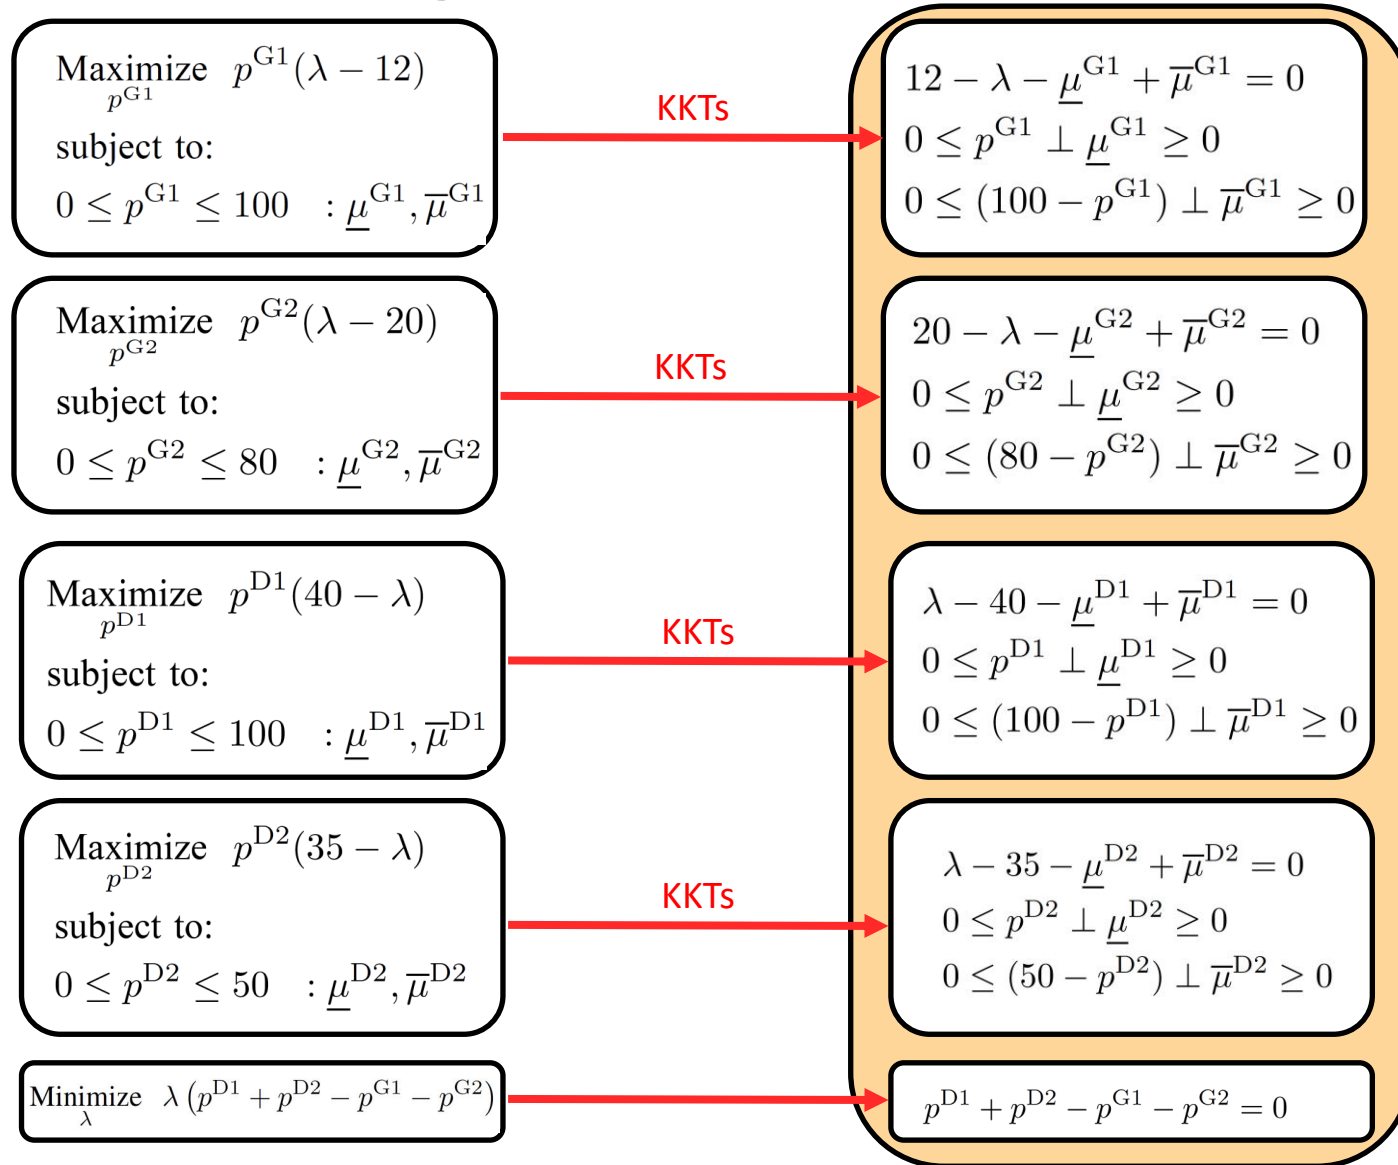 Maximize p^G1(λ − 12)
p^G1
subject to:
0 ≤ p^G1 ≤ 100 : μ̲^G1, μ̅^G1
KKTs
12 − λ − μ̲^G1 + μ̅^G1 = 0
0 ≤ p^G1 ⊥ μ̲^G1 ≥ 0
0 ≤ (100 − p^G1) ⊥ μ̅^G1 ≥ 0
Maximize p^G2(λ − 20)
p^G2
subject to:
0 ≤ p^G2 ≤ 80 : μ̲^G2, μ̅^G2
KKTs
20 − λ − μ̲^G2 + μ̅^G2 = 0
0 ≤ p^G2 ⊥ μ̲^G2 ≥ 0
0 ≤ (80 − p^G2) ⊥ μ̅^G2 ≥ 0
Maximize p^D1(40 − λ)
p^D1
subject to:
0 ≤ p^D1 ≤ 100 : μ̲^D1, μ̅^D1
KKTs
λ − 40 − μ̲^D1 + μ̅^D1 = 0
0 ≤ p^D1 ⊥ μ̲^D1 ≥ 0
0 ≤ (100 − p^D1) ⊥ μ̅^D1 ≥ 0
Maximize p^D2(35 − λ)
p^D2
subject to:
0 ≤ p^D2 ≤ 50 : μ̲^D2, μ̅^D2
KKTs
λ − 35 − μ̲^D2 + μ̅^D2 = 0
0 ≤ p^D2 ⊥ μ̲^D2 ≥ 0
0 ≤ (50 − p^D2) ⊥ μ̅^D2 ≥ 0
Minimize λ (p^D1 + p^D2 − p^G1 − p^G2)
λ
p^D1 + p^D2 − p^G1 − p^G2 = 0